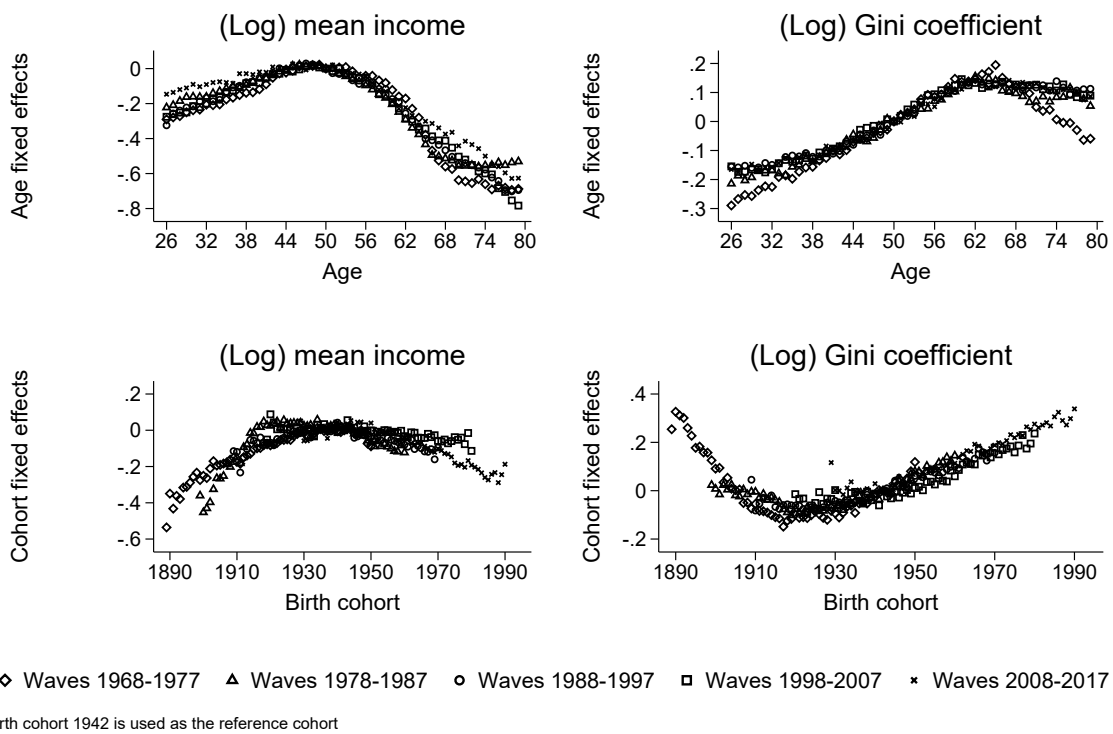 (Log) mean income
Age fixed effects
0
-.2
-.4
-.6
-.8
26 32 38 44 50 56 62 68 74 80
Age
(Log) Gini coefficient
Age fixed effects
.2
.1
0
-.1
-.2
-.3
26 32 38 44 50 56 62 68 74 80
Age
(Log) mean income
Cohort fixed effects
.2
0
-.2
-.4
-.6
1890 1910 1930 1950 1970 1990
Birth cohort
(Log) Gini coefficient
Cohort fixed effects
.4
.2
0
-.2
1890 1910 1930 1950 1970 1990
Birth cohort
Waves 1968-1977 Waves 1978-1987 Waves 1988-1997 Waves 1998-2007 Waves 2008-2017
rth cohort 1942 is used as the reference cohort